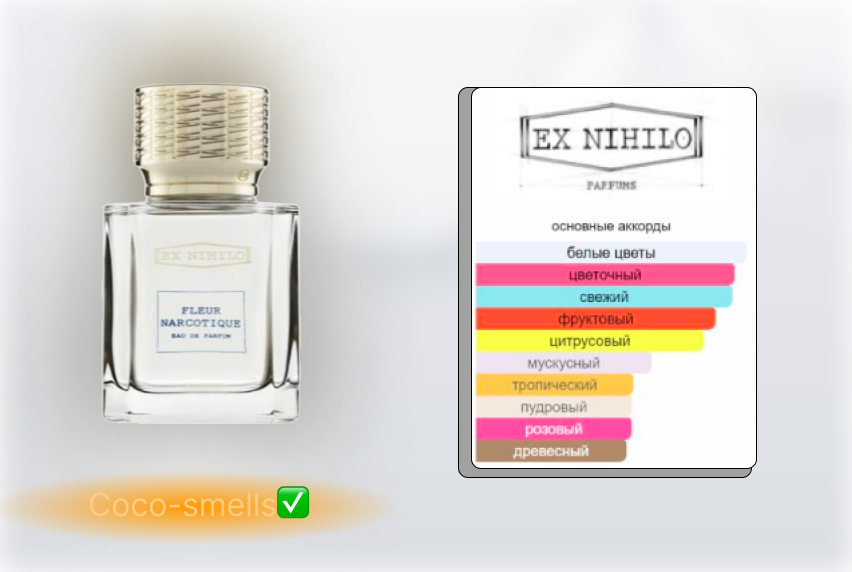 EX NIHILO
FLEUR
NARCOTIQUE
EAU DE PARFUM
Coco-smells✅
EX NIHILO
PARFUMS
основные аккорды
белые цветы
цветочный
свежий
фруктовый
цитрусовый
мускусный
тропический
пудровый
розовый
древесный